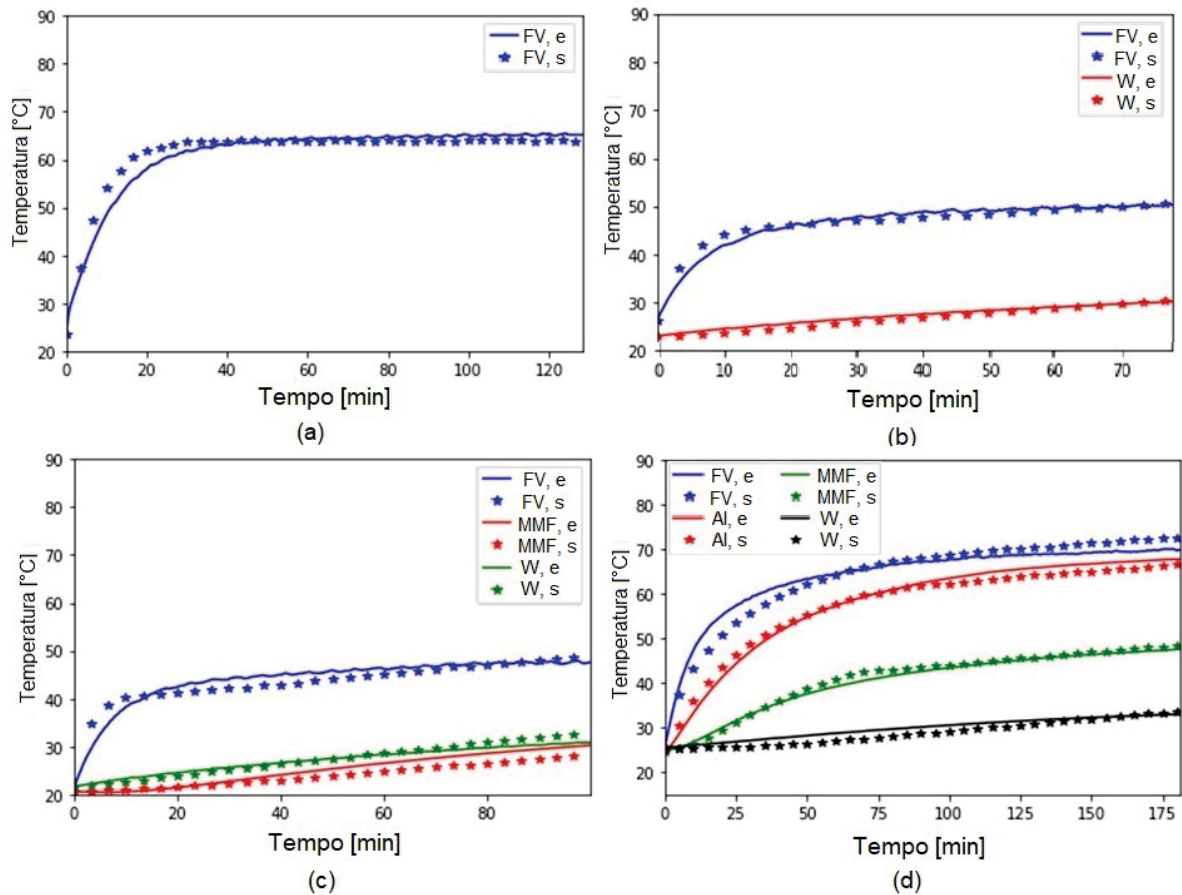 90
80
70
60
50
40
30
20
Temperatura [°C]
FV, e
FV, s
0 20 40 60 80 100 120
Tempo [min]
(a)
90
80
70
60
50
40
30
20
Temperatura [°C]
FV, e
FV, s
W, e
W, s
0 10 20 30 40 50 60 70
Tempo [min]
(b)
90
80
70
60
50
40
30
20
Temperatura [°C]
FV, e
FV, s
MMF, e
MMF, s
W, e
W, s
0 20 40 60 80
Tempo [min]
(c)
90
80
70
60
50
40
30
20
Temperatura [°C]
FV, e
FV, s
Al, e
Al, s
MMF, e
MMF, s
W, e
W, s
0 25 50 75 100 125 150 175
Tempo [min]
(d)